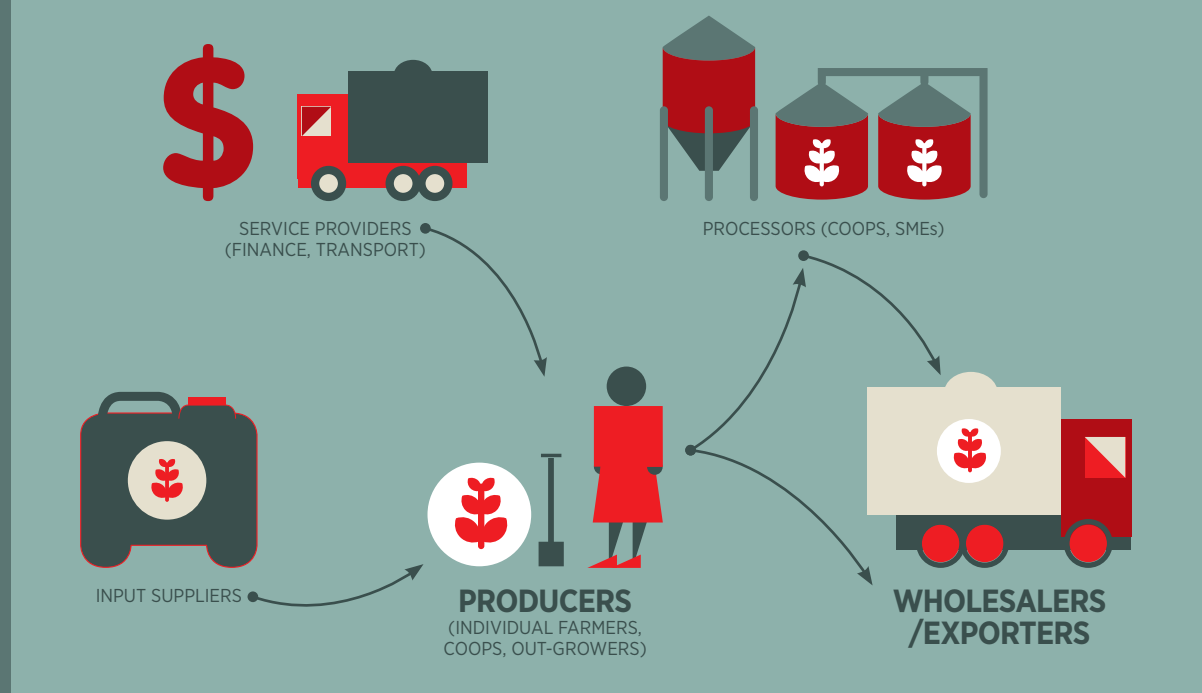 SERVICE PROVIDERS
(FINANCE, TRANSPORT)
PROCESSORS (COOPS, SMEs)
INPUT SUPPLIERS
PRODUCERS
(INDIVIDUAL FARMERS,
COOPS, OUT-GROWERS)
WHOLESALERS
/EXPORTERS